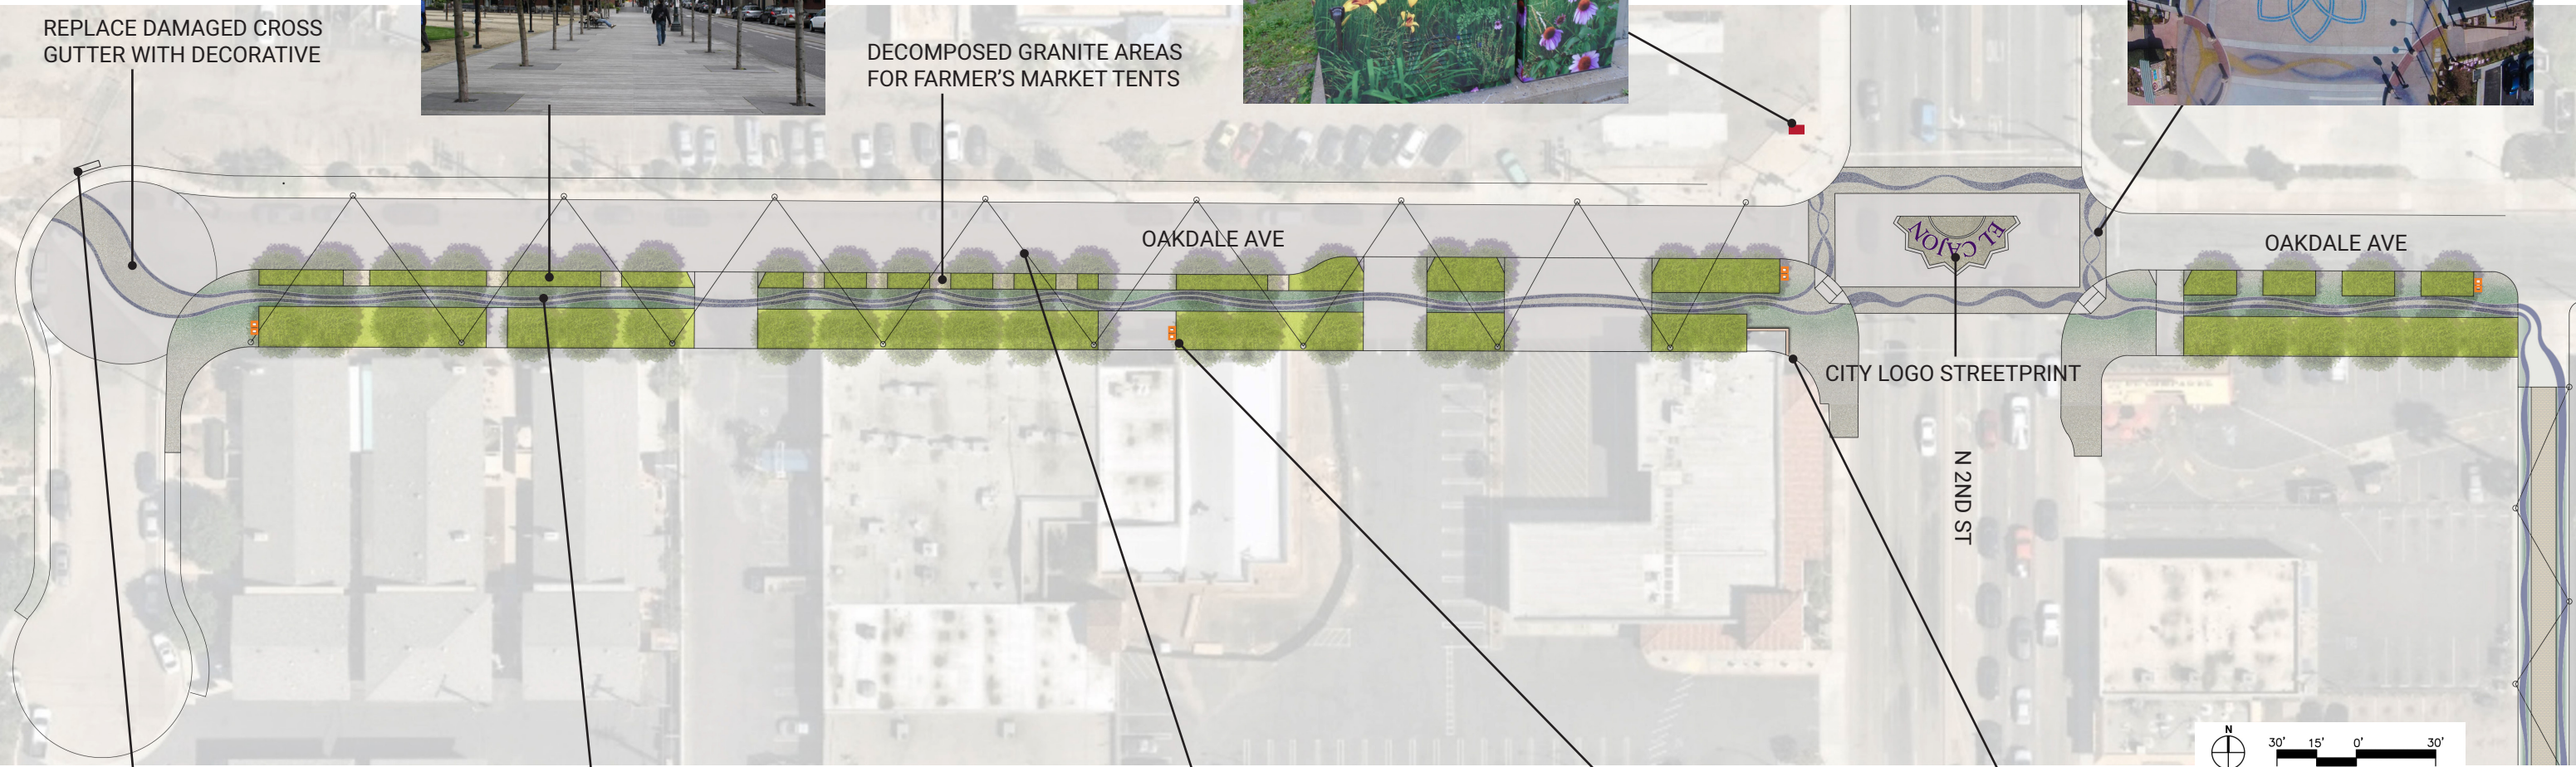 REPLACE DAMAGED CROSS
GUTTER WITH DECORATIVE
DECOMPOSED GRANITE AREAS
FOR FARMER'S MARKET TENTS
OAKDALE AVE
EL CAJON
OAKDALE AVE
CITY LOGO STREETPRINT
N 2ND ST
N
30' 15' 0' 30'